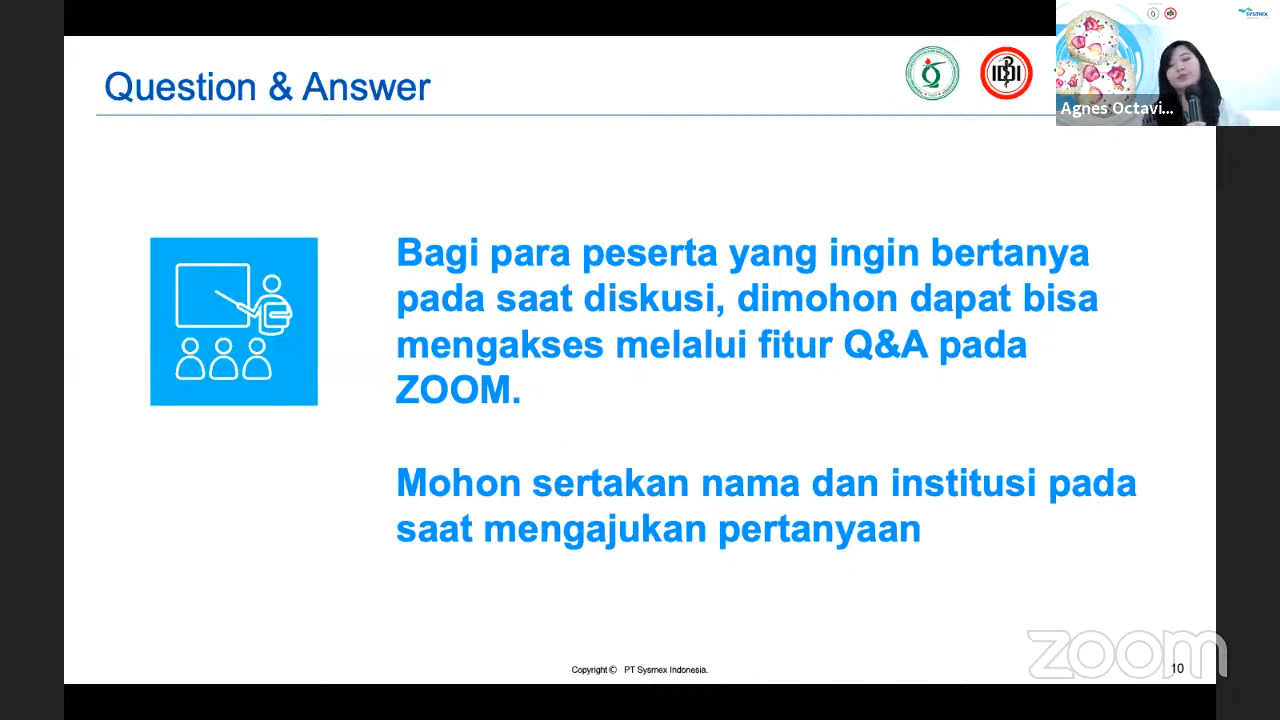 Question & Answer
IDI
sysmex
Agnes Octavi...
Bagi para peserta yang ingin bertanya
pada saat diskusi, dimohon dapat bisa
mengakses melalui fitur Q&A pada
ZOOM.
Mohon sertakan nama dan institusi pada
saat mengajukan pertanyaan
Copyright © PT Sysmex Indonesia.
zoom
10